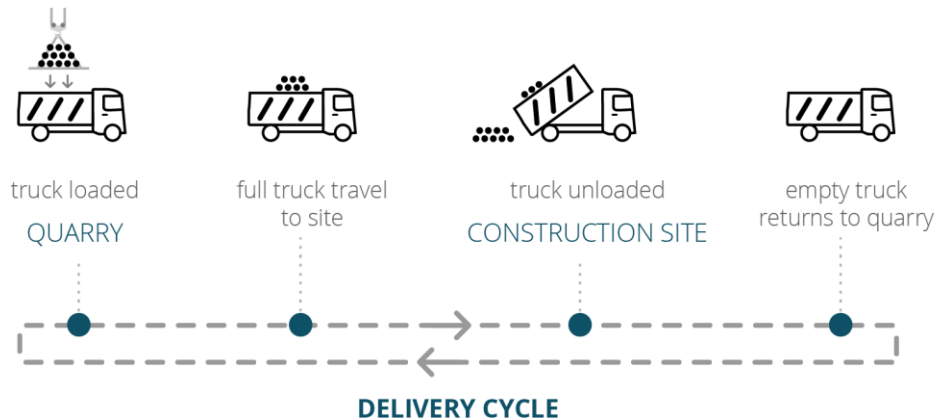 truck loaded
QUARRY
full truck travel
to site
truck unloaded
CONSTRUCTION SITE
empty truck
returns to quarry
DELIVERY CYCLE